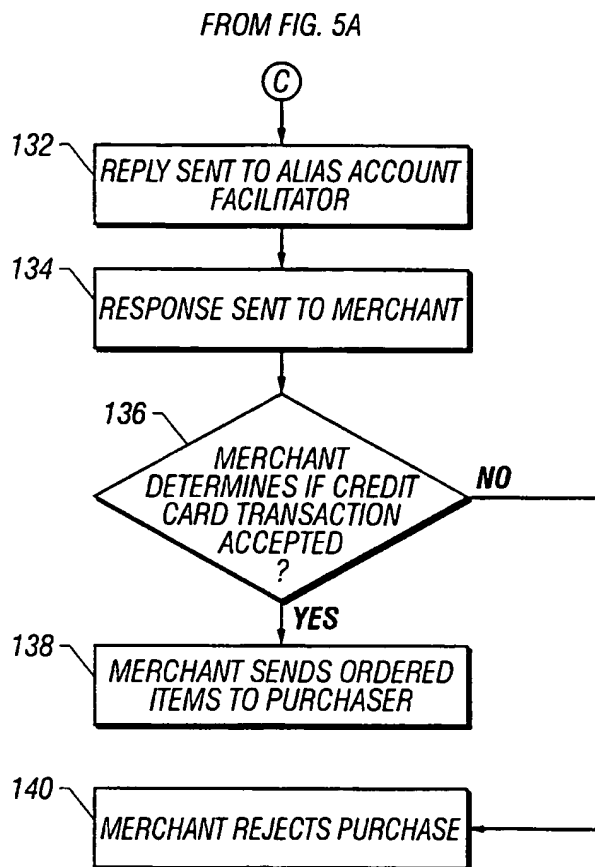 FROM FIG. 5A
C
132
REPLY SENT TO ALIAS ACCOUNT
FACILITATOR
134
RESPONSE SENT TO MERCHANT
136
MERCHANT
DETERMINES IF CREDIT
CARD TRANSACTION
ACCEPTED
?
NO
YES
138
MERCHANT SENDS ORDERED
ITEMS TO PURCHASER
140
MERCHANT REJECTS PURCHASE